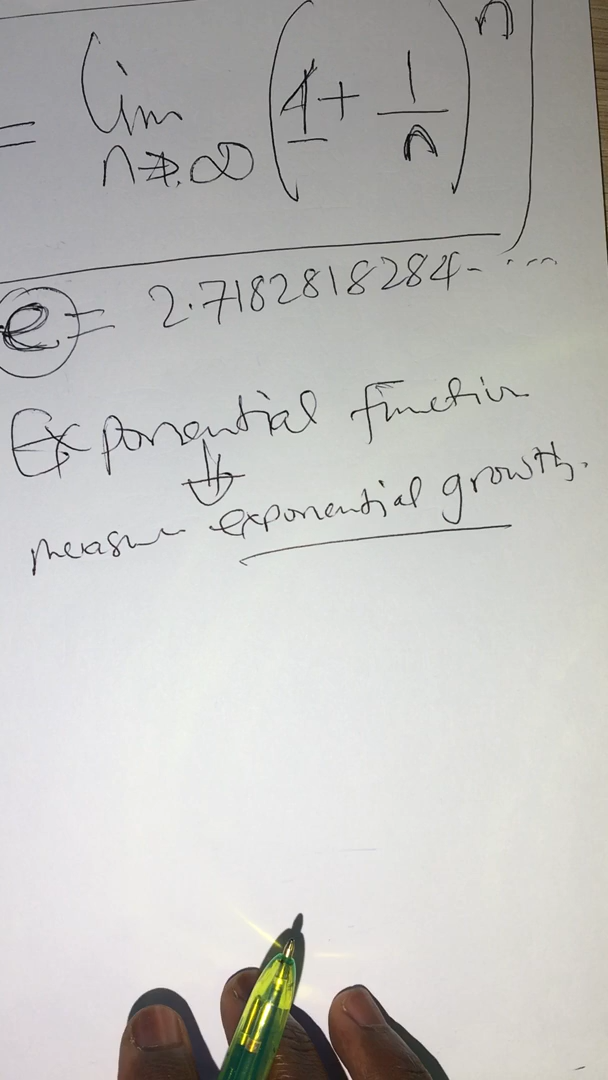 = lim n→∞ (1 + 1/n)^n
e = 2.7182818284-....
Exponential function
⇓
measure exponential growth.